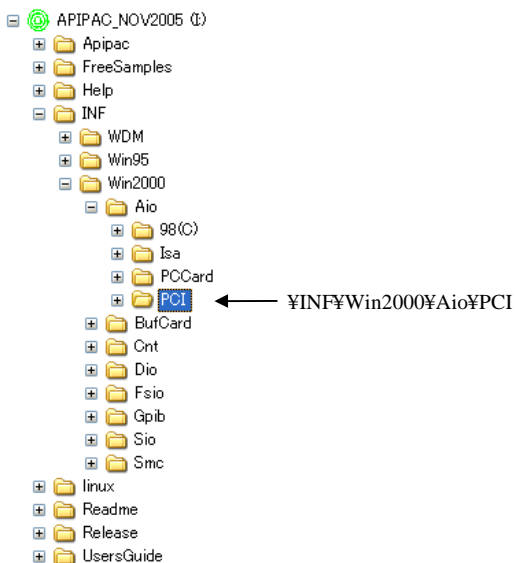 APIPAC_NOV2005 (I:)
Apipac
FreeSamples
Help
INF
WDM
Win95
Win2000
Aio
98(C)
Isa
PCCard
PCI
¥INF¥Win2000¥Aio¥PCI
BufCard
Cnt
Dio
Fsio
Gpib
Sio
Smc
linux
Readme
Release
UsersGuide